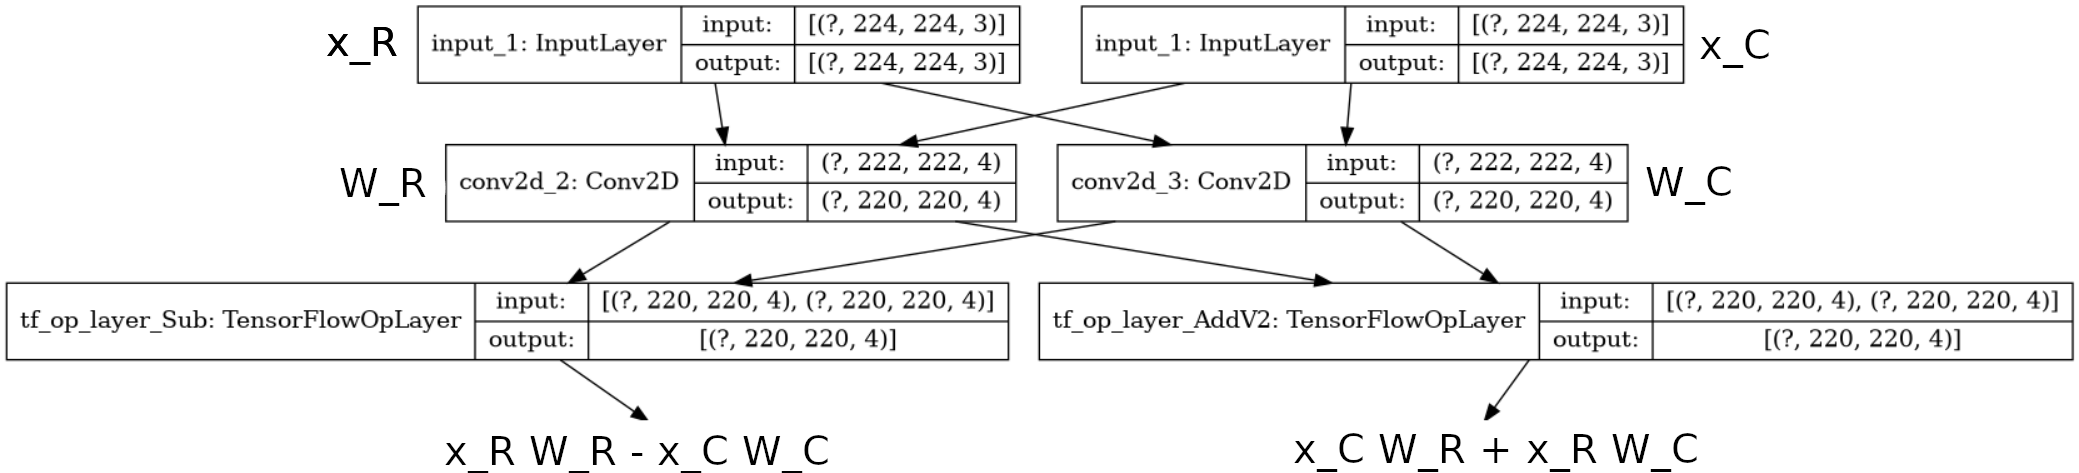 x_R
input_1: InputLayer
input:
[(?, 224, 224, 3)]
output:
[(?, 224, 224, 3)]
input_1: InputLayer
input:
[(?, 224, 224, 3)]
output:
[(?, 224, 224, 3)]
x_C
W_R
conv2d_2: Conv2D
input:
(?, 222, 222, 4)
output:
(?, 220, 220, 4)
conv2d_3: Conv2D
input:
(?, 222, 222, 4)
output:
(?, 220, 220, 4)
W_C
tf_op_layer_Sub: TensorFlowOpLayer
input:
[(?, 220, 220, 4), (?, 220, 220, 4)]
output:
[(?, 220, 220, 4)]
tf_op_layer_AddV2: TensorFlowOpLayer
input:
[(?, 220, 220, 4), (?, 220, 220, 4)]
output:
[(?, 220, 220, 4)]
x_R W_R - x_C W_C
x_C W_R + x_R W_C